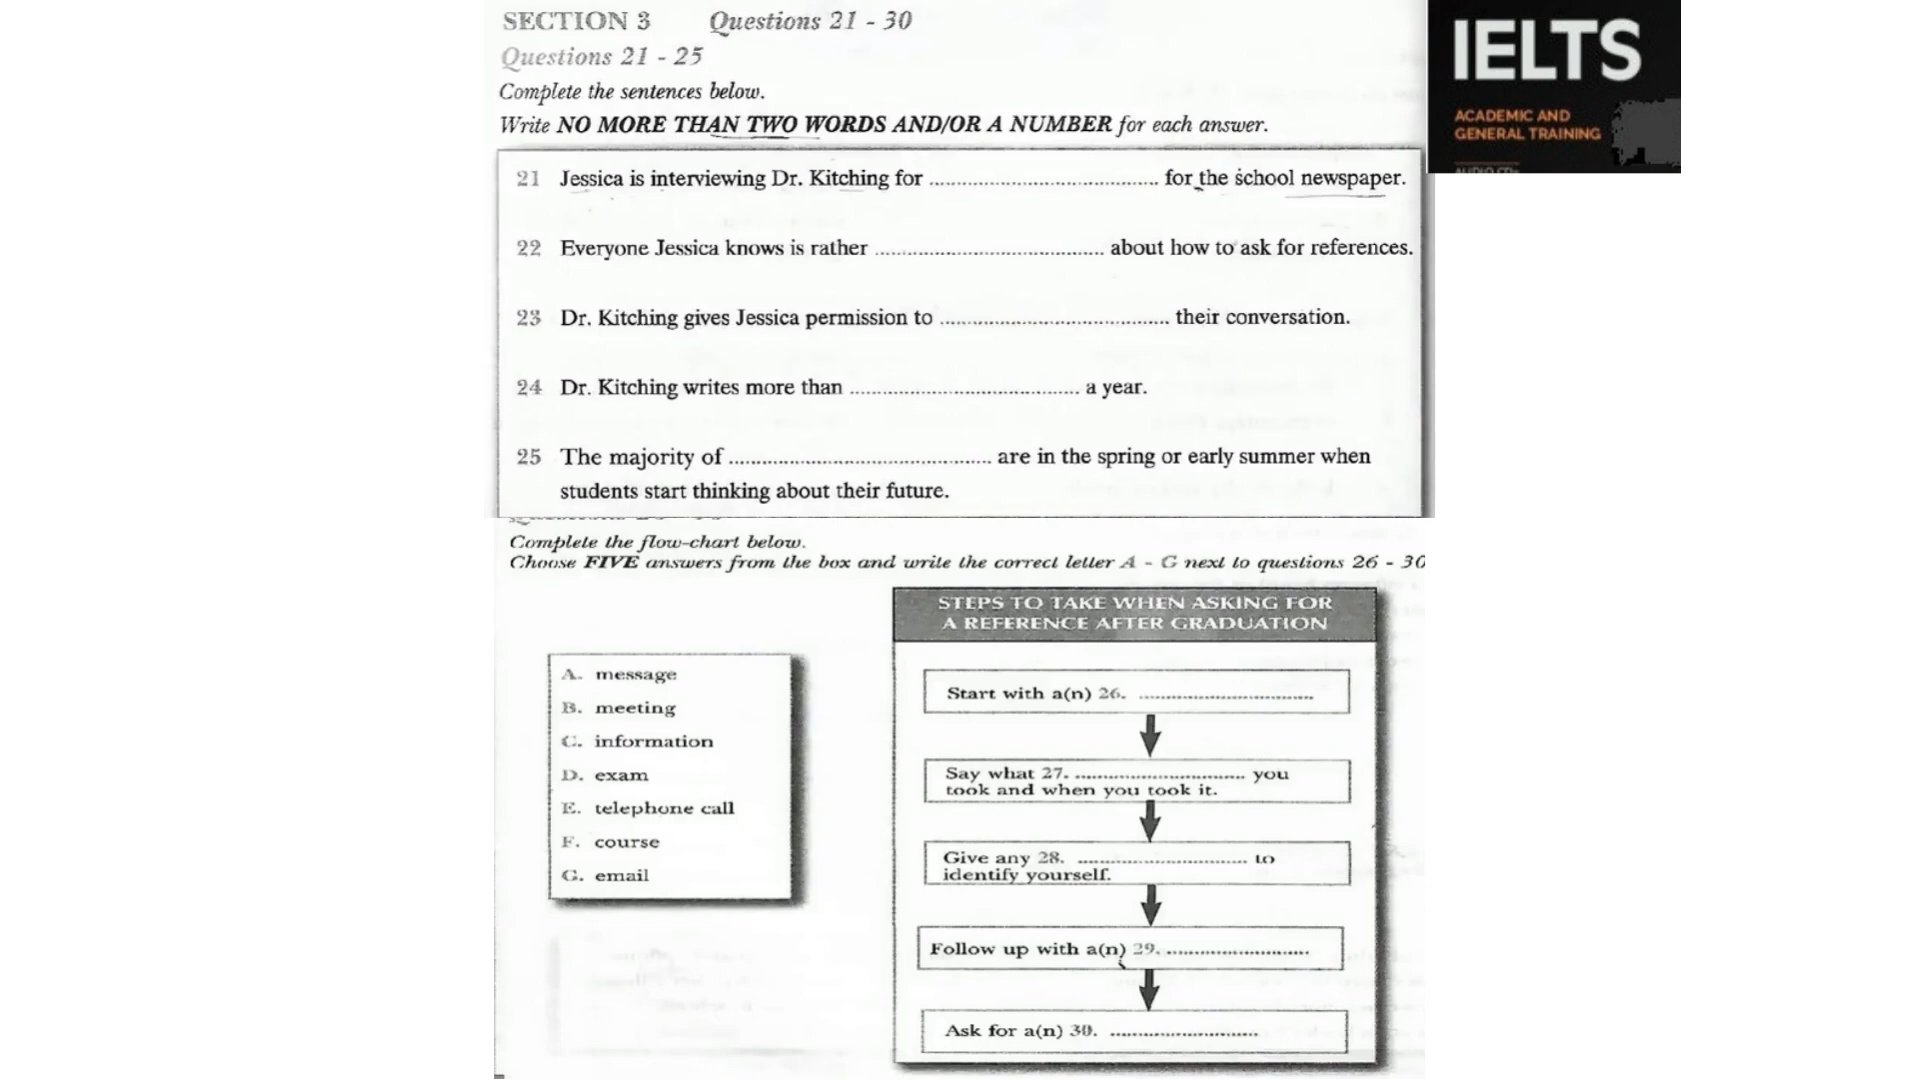 SECTION 3 Questions 21 - 30
Questions 21 - 25
Complete the sentences below.
Write NO MORE THAN TWO WORDS AND/OR A NUMBER for each answer.
21 Jessica is interviewing Dr. Kitching for ........................................ for the school newspaper.
22 Everyone Jessica knows is rather ........................................ about how to ask for references.
23 Dr. Kitching gives Jessica permission to ........................................ their conversation.
24 Dr. Kitching writes more than ........................................ a year.
25 The majority of ........................................ are in the spring or early summer when
students start thinking about their future.
IELTS
ACADEMIC AND
GENERAL TRAINING
AUDIO CDs
Complete the flow-chart below.
Choose FIVE answers from the box and write the correct letter A - G next to questions 26 - 30
A. message
B. meeting
C. information
D. exam
E. telephone call
F. course
G. email
STEPS TO TAKE WHEN ASKING FOR
A REFERENCE AFTER GRADUATION
Start with a(n) 26. ................................
Say what 27. ................................ you
took and when you took it.
Give any 28. ................................ to
identify yourself.
Follow up with a(n) 29. ...........................
Ask for a(n) 30. ............................